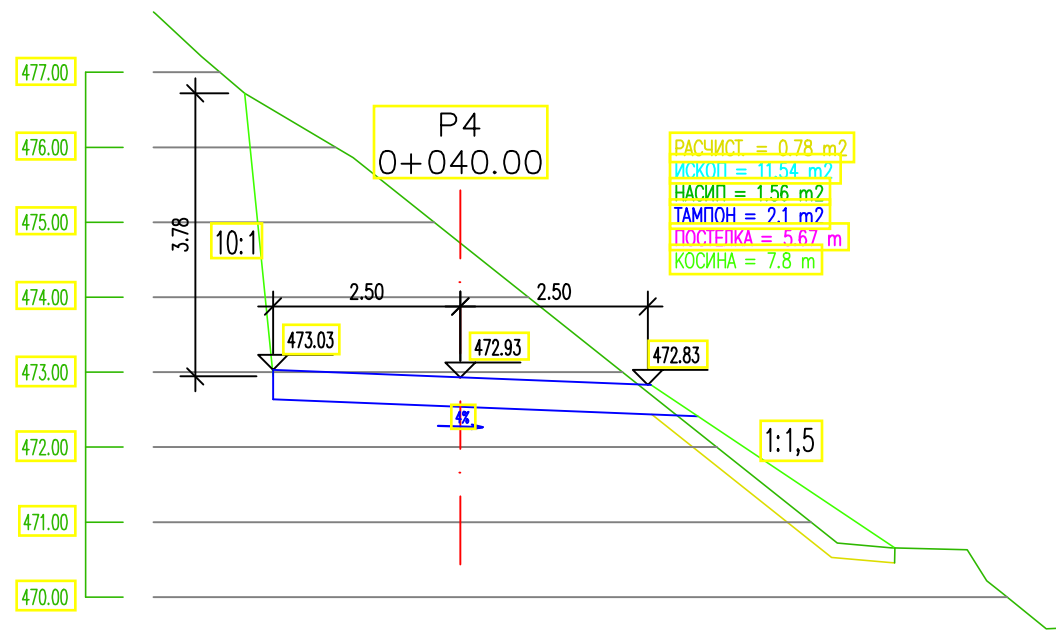 477.00
P4
0+040.00
476.00
РАСЧИСТ. = 0.78 m2
ИСКОП = 11.54 m2
НАСИП = 1.56 m2
ТАМПОН = 2.1 m2
ПОСТЕЛКА = 5.67 m
КОСИНА = 7.8 m
475.00
3.78
10:1
474.00
2.50
2.50
473.03
472.93
472.83
473.00
4%
1:1,5
472.00
471.00
470.00